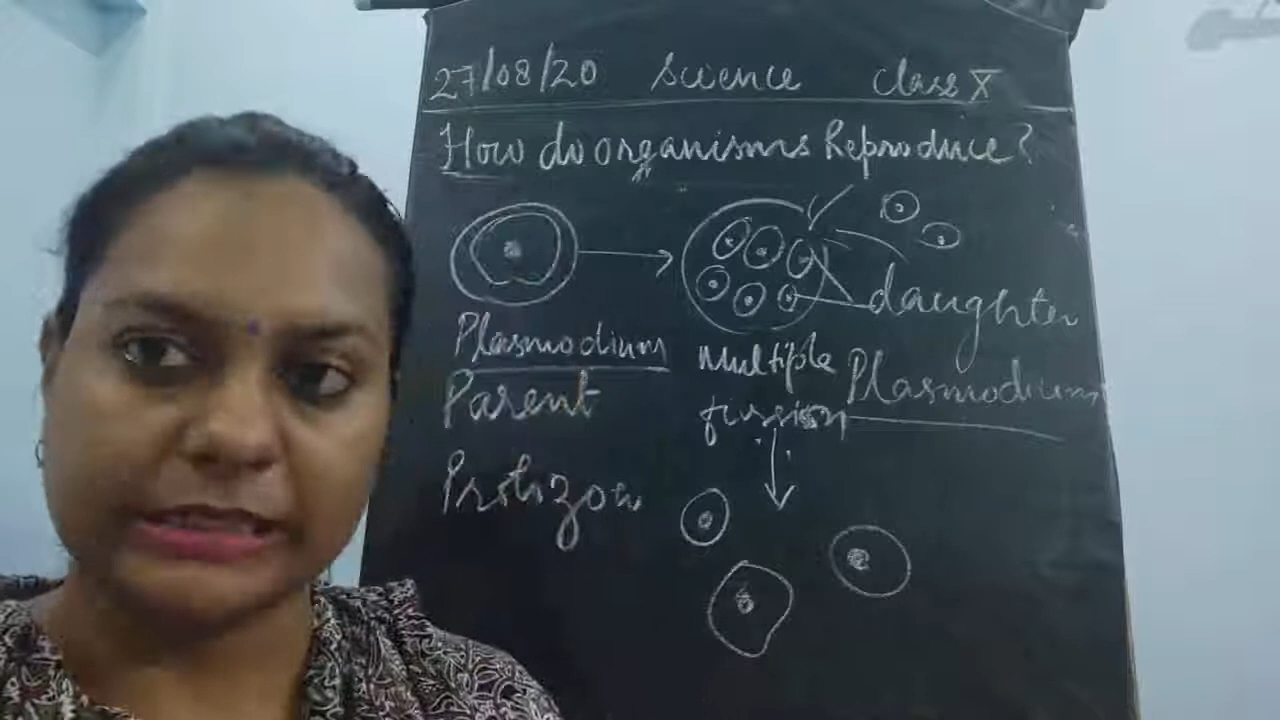 27/08/20 Science Class X
How do organisms Reproduce?
daughter
Plasmodium Multiple Plasmodium
Parent fission
Protozoa